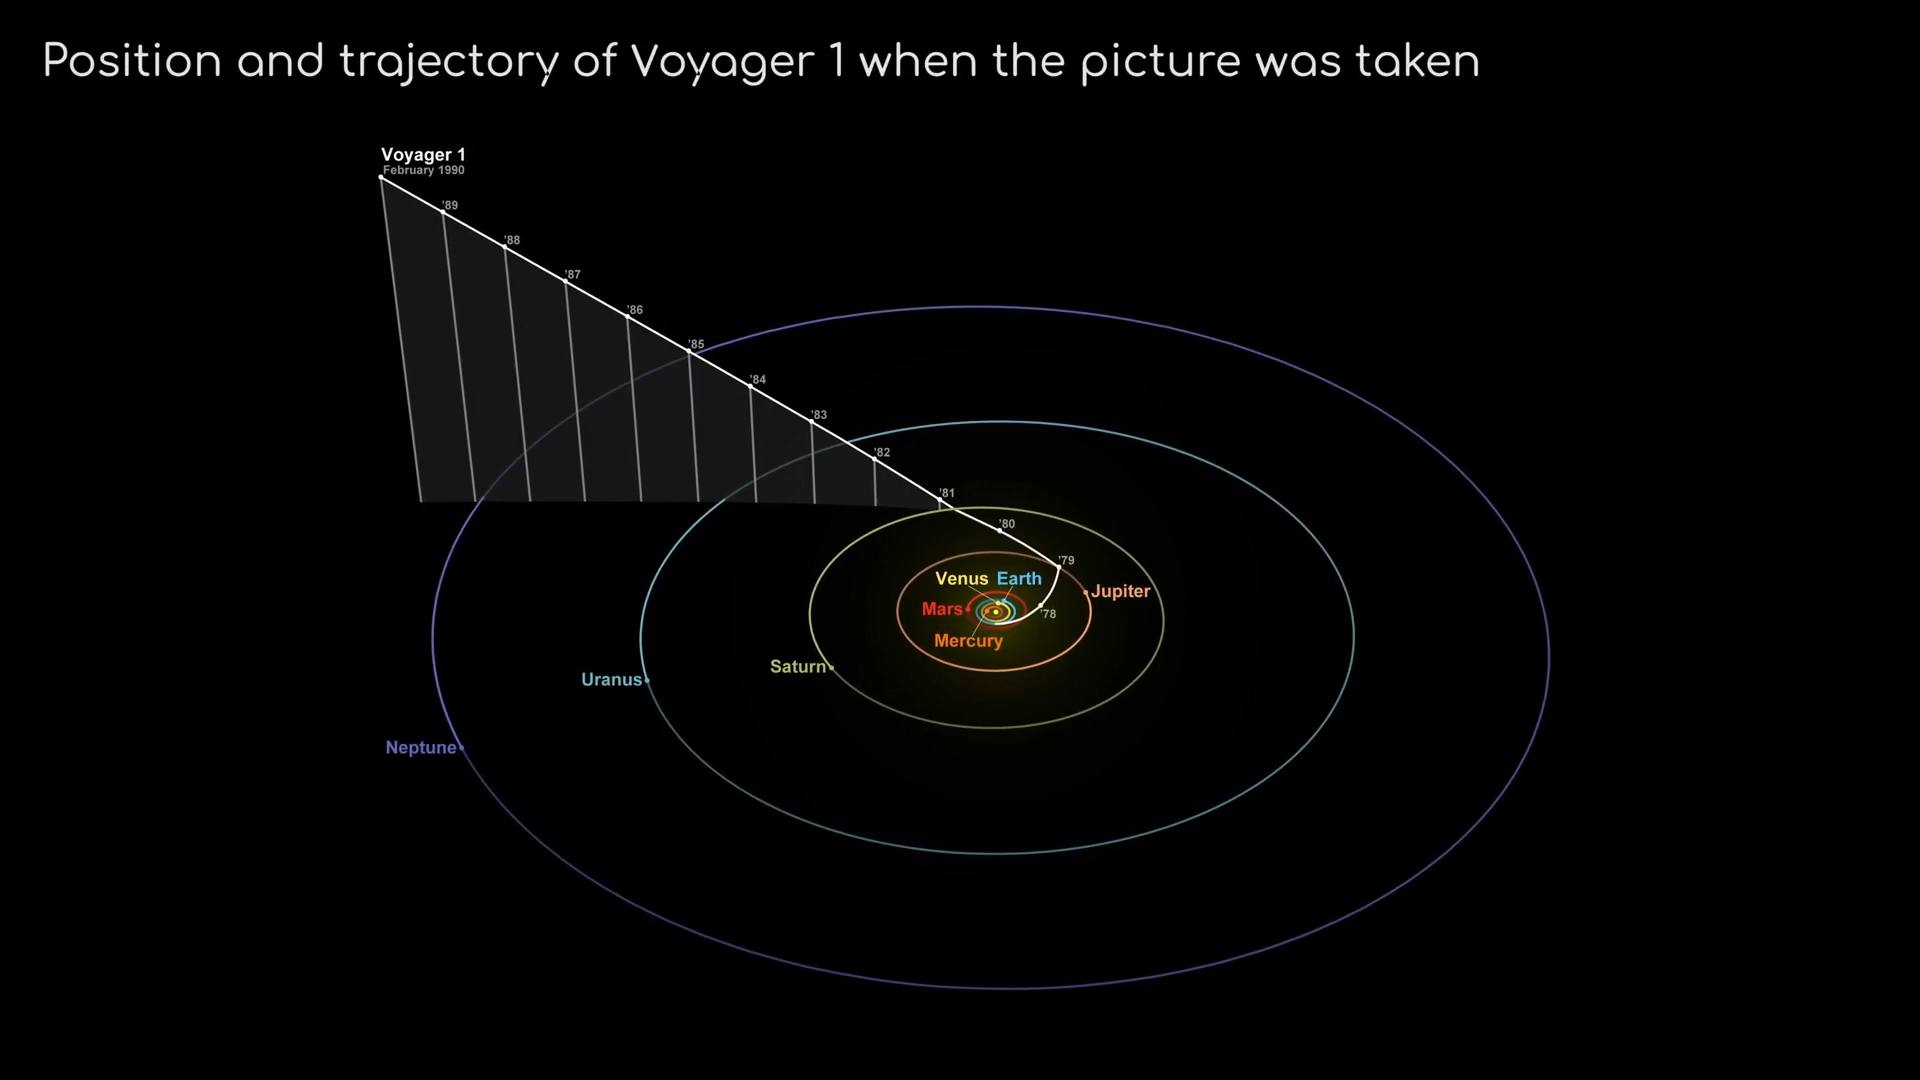 Position and trajectory of Voyager 1 when the picture was taken
Voyager 1
February 1990
'89
'88
'87
'86
'85
'84
'83
'82
'81
'80
'79
Venus Earth
Jupiter
Mars
'78
Mercury
Saturn
Uranus
Neptune